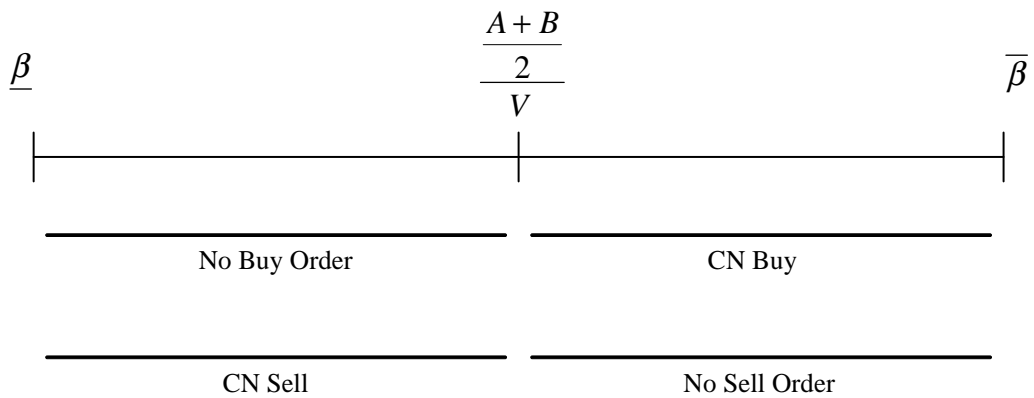 A + B
β 2 β
V
No Buy Order CN Buy
CN Sell No Sell Order